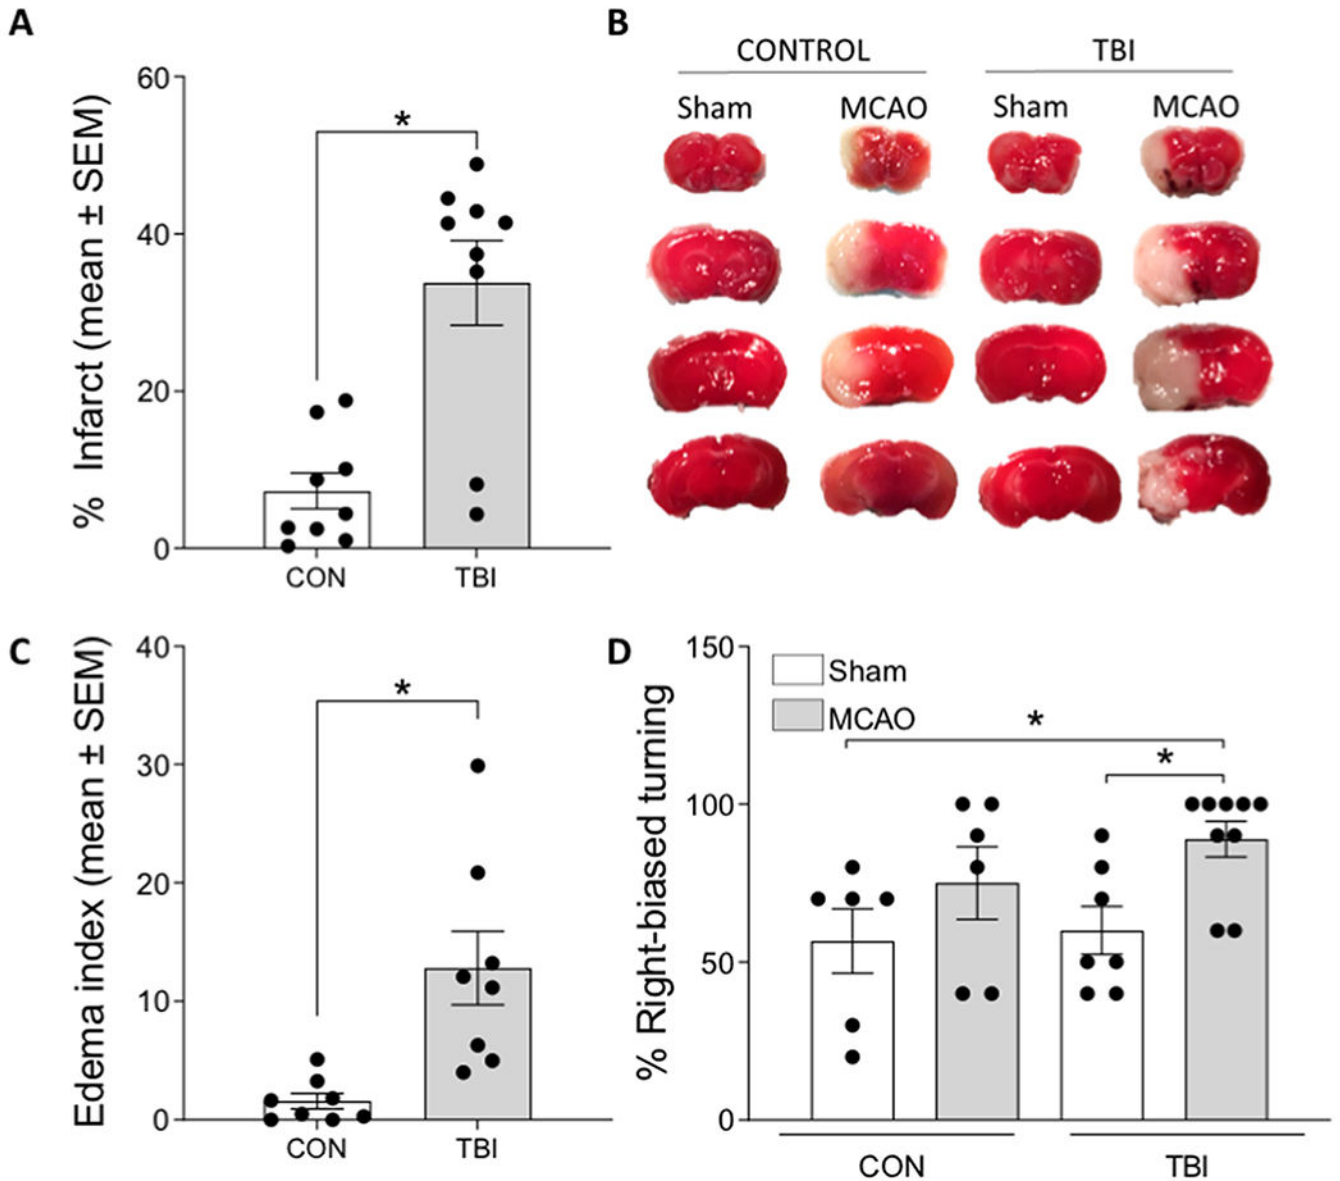 A
% Infarct (mean ± SEM)
60
40
20
0
*
CON
TBI
B
CONTROL
TBI
Sham
MCAO
Sham
MCAO
C
Edema index (mean ± SEM)
40
30
20
10
0
*
CON
TBI
D
% Right-biased turning
150
100
50
0
Sham
MCAO
*
*
CON
TBI